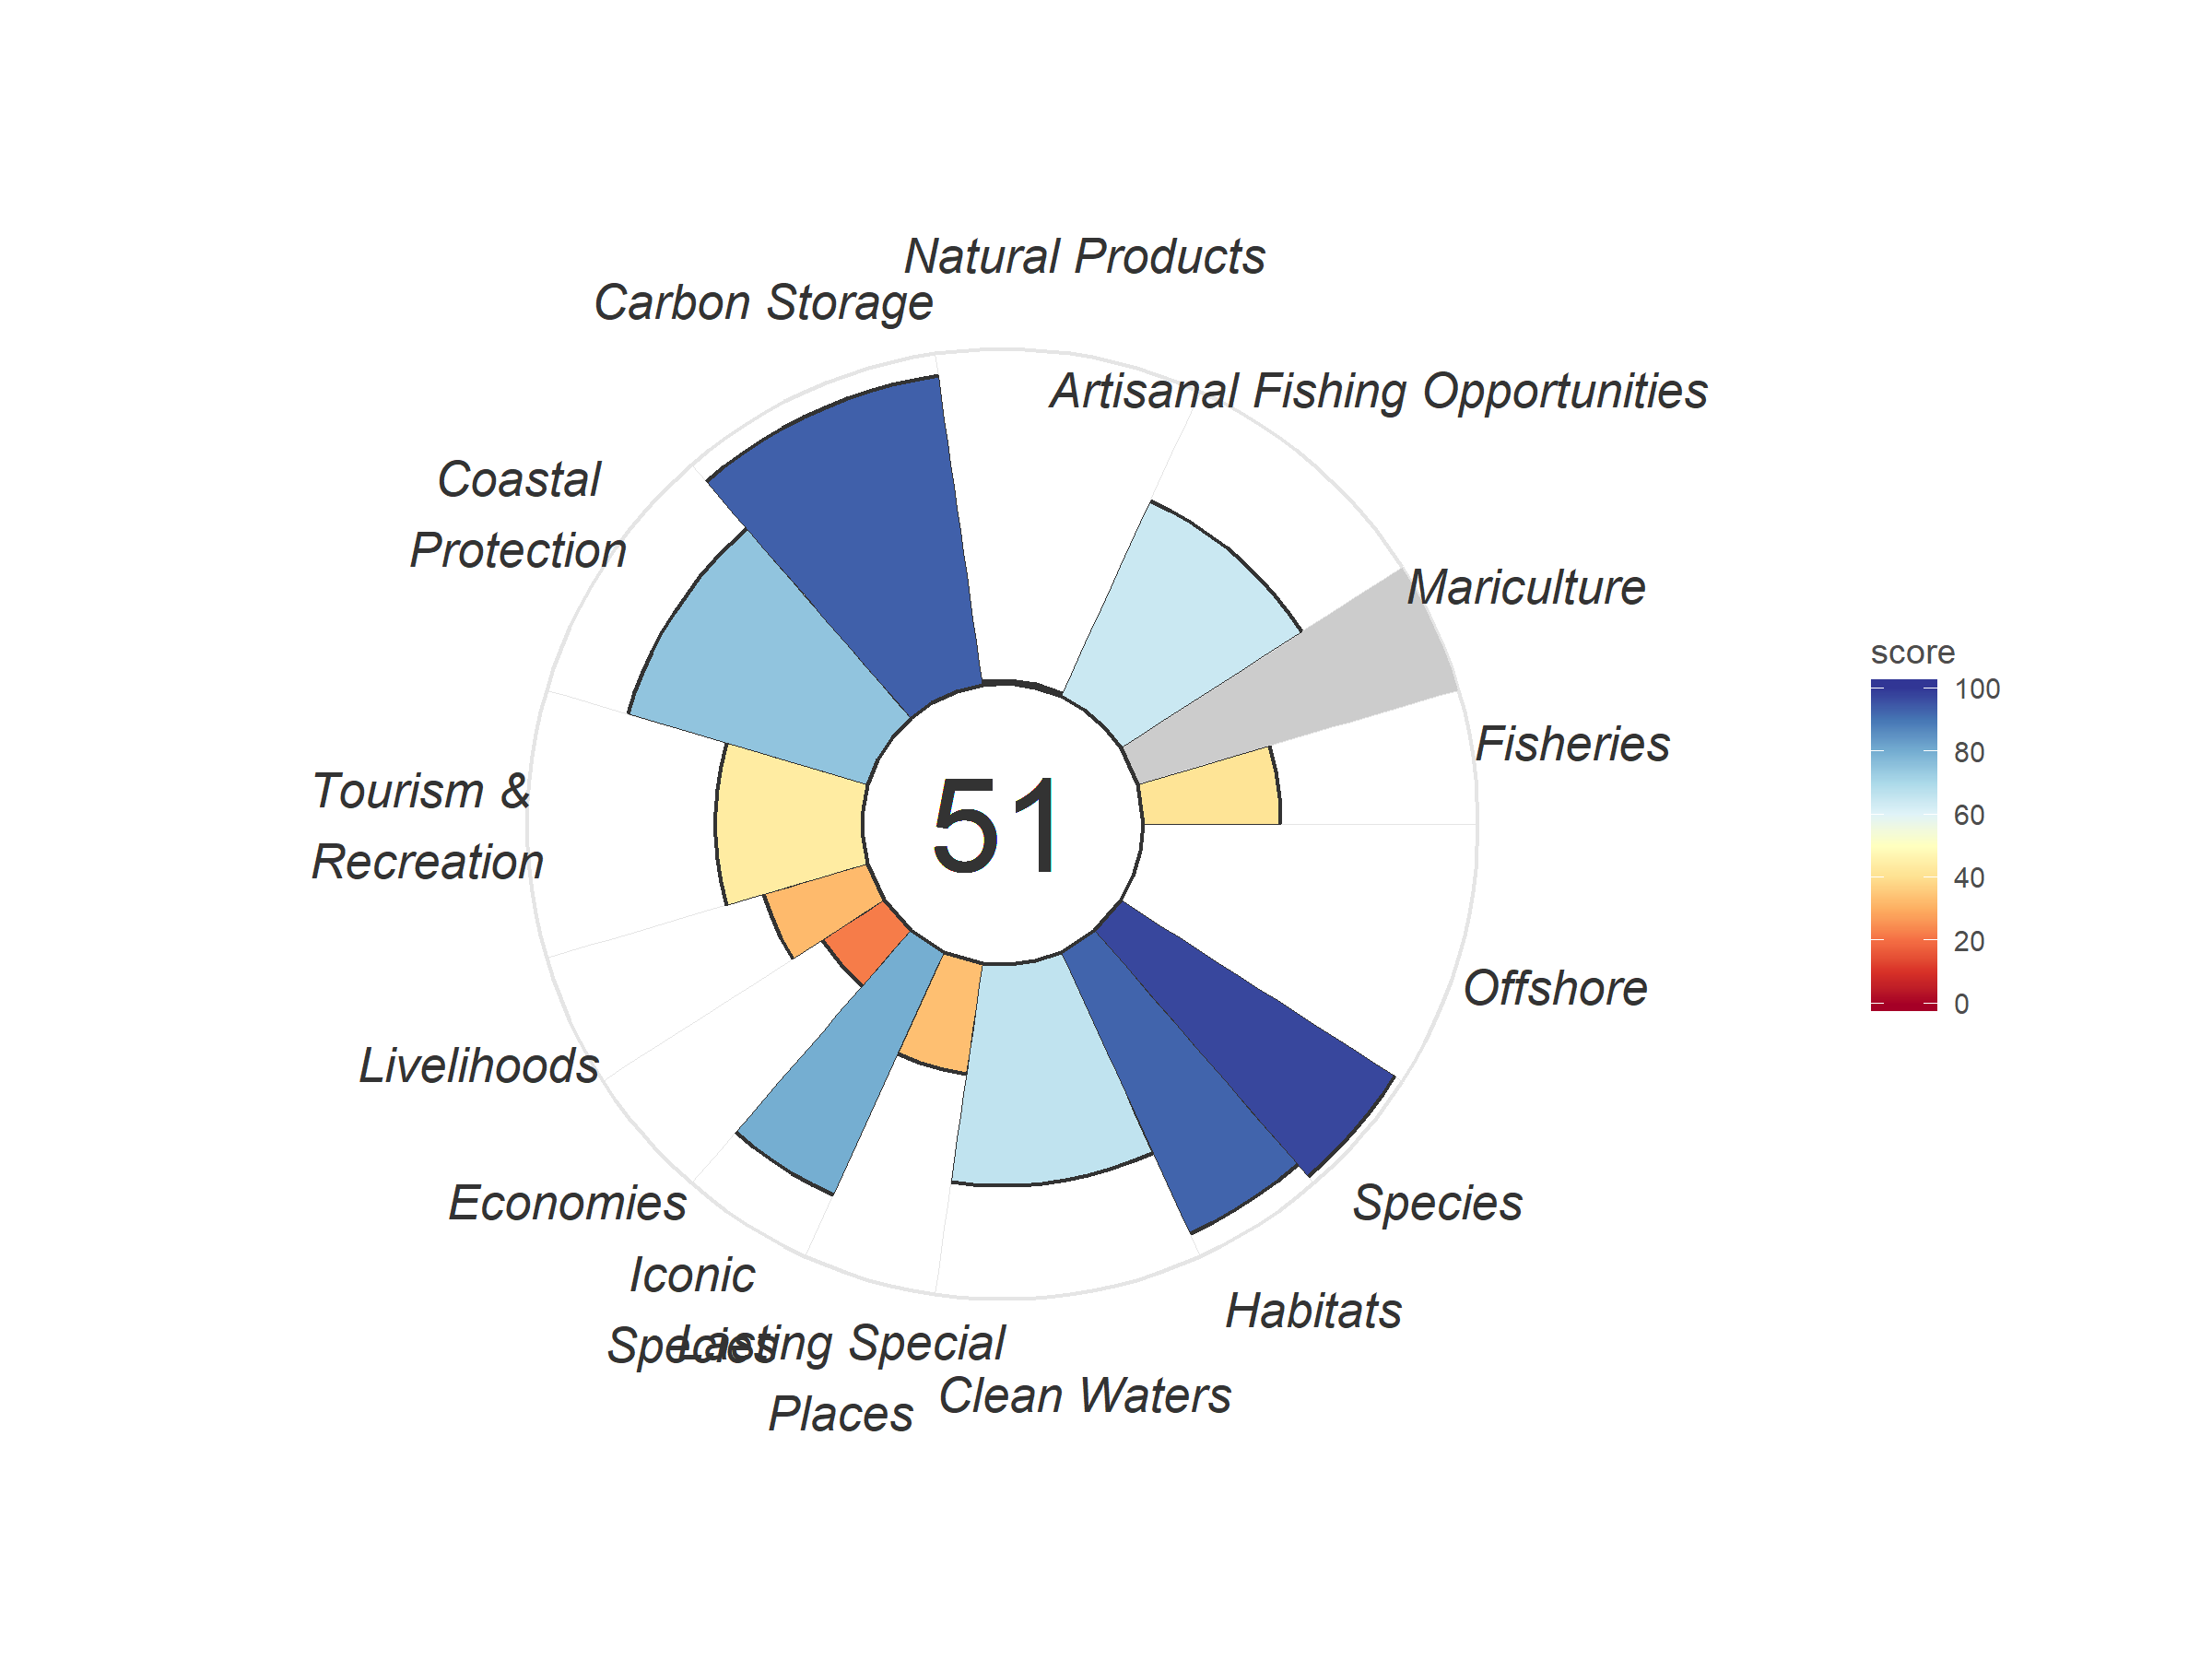 Natural Products
Carbon Storage
Artisanal Fishing Opportunities
Coastal
Protection
Mariculture
Fisheries
Tourism &
Recreation
51
Offshore
Livelihoods
Economies
Species
Iconic
Species
Habitats
Lasting Special
Places
Clean Waters
score
100
80
60
40
20
0